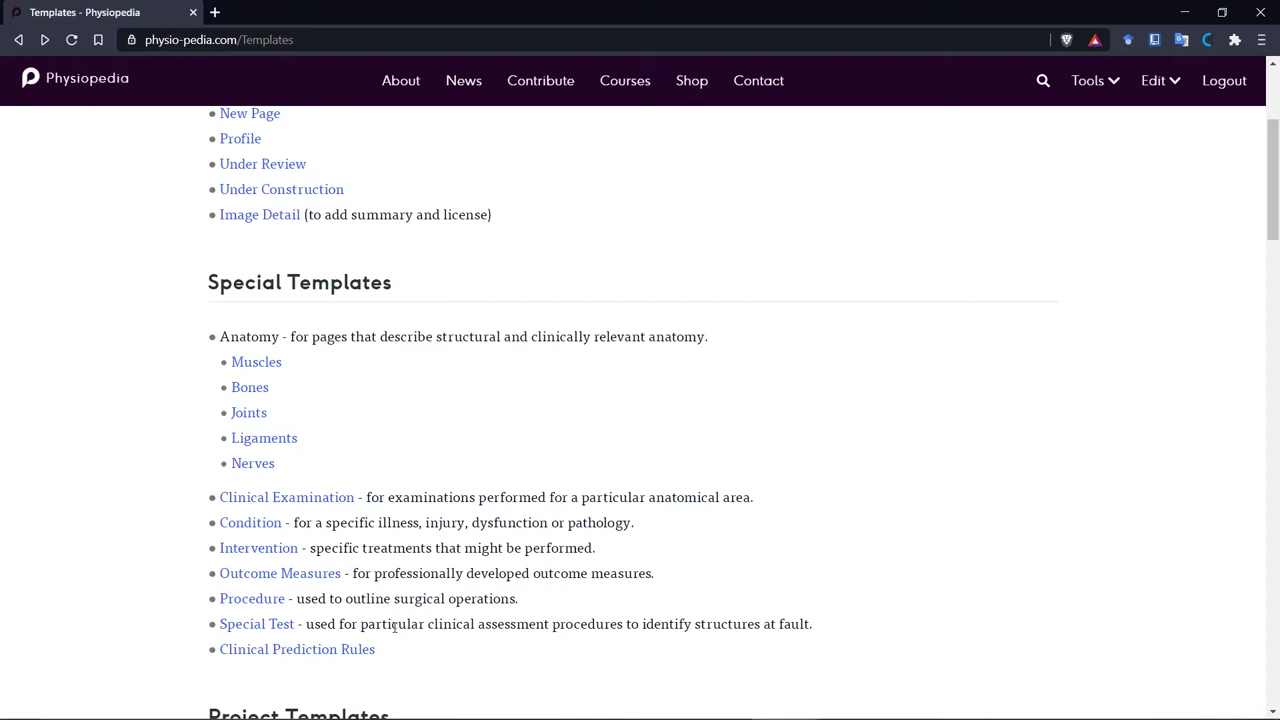 Templates - Physiopedia
physio-pedia.com/Templates
Physiopedia About News Contribute Courses Shop Contact Tools Edit Logout
New Page
Profile
Under Review
Under Construction
Image Detail (to add summary and license)
Special Templates
Anatomy - for pages that describe structural and clinically relevant anatomy.
Muscles
Bones
Joints
Ligaments
Nerves
Clinical Examination - for examinations performed for a particular anatomical area.
Condition - for a specific illness, injury, dysfunction or pathology.
Intervention - specific treatments that might be performed.
Outcome Measures - for professionally developed outcome measures.
Procedure - used to outline surgical operations.
Special Test - used for particular clinical assessment procedures to identify structures at fault.
Clinical Prediction Rules
Project Templates